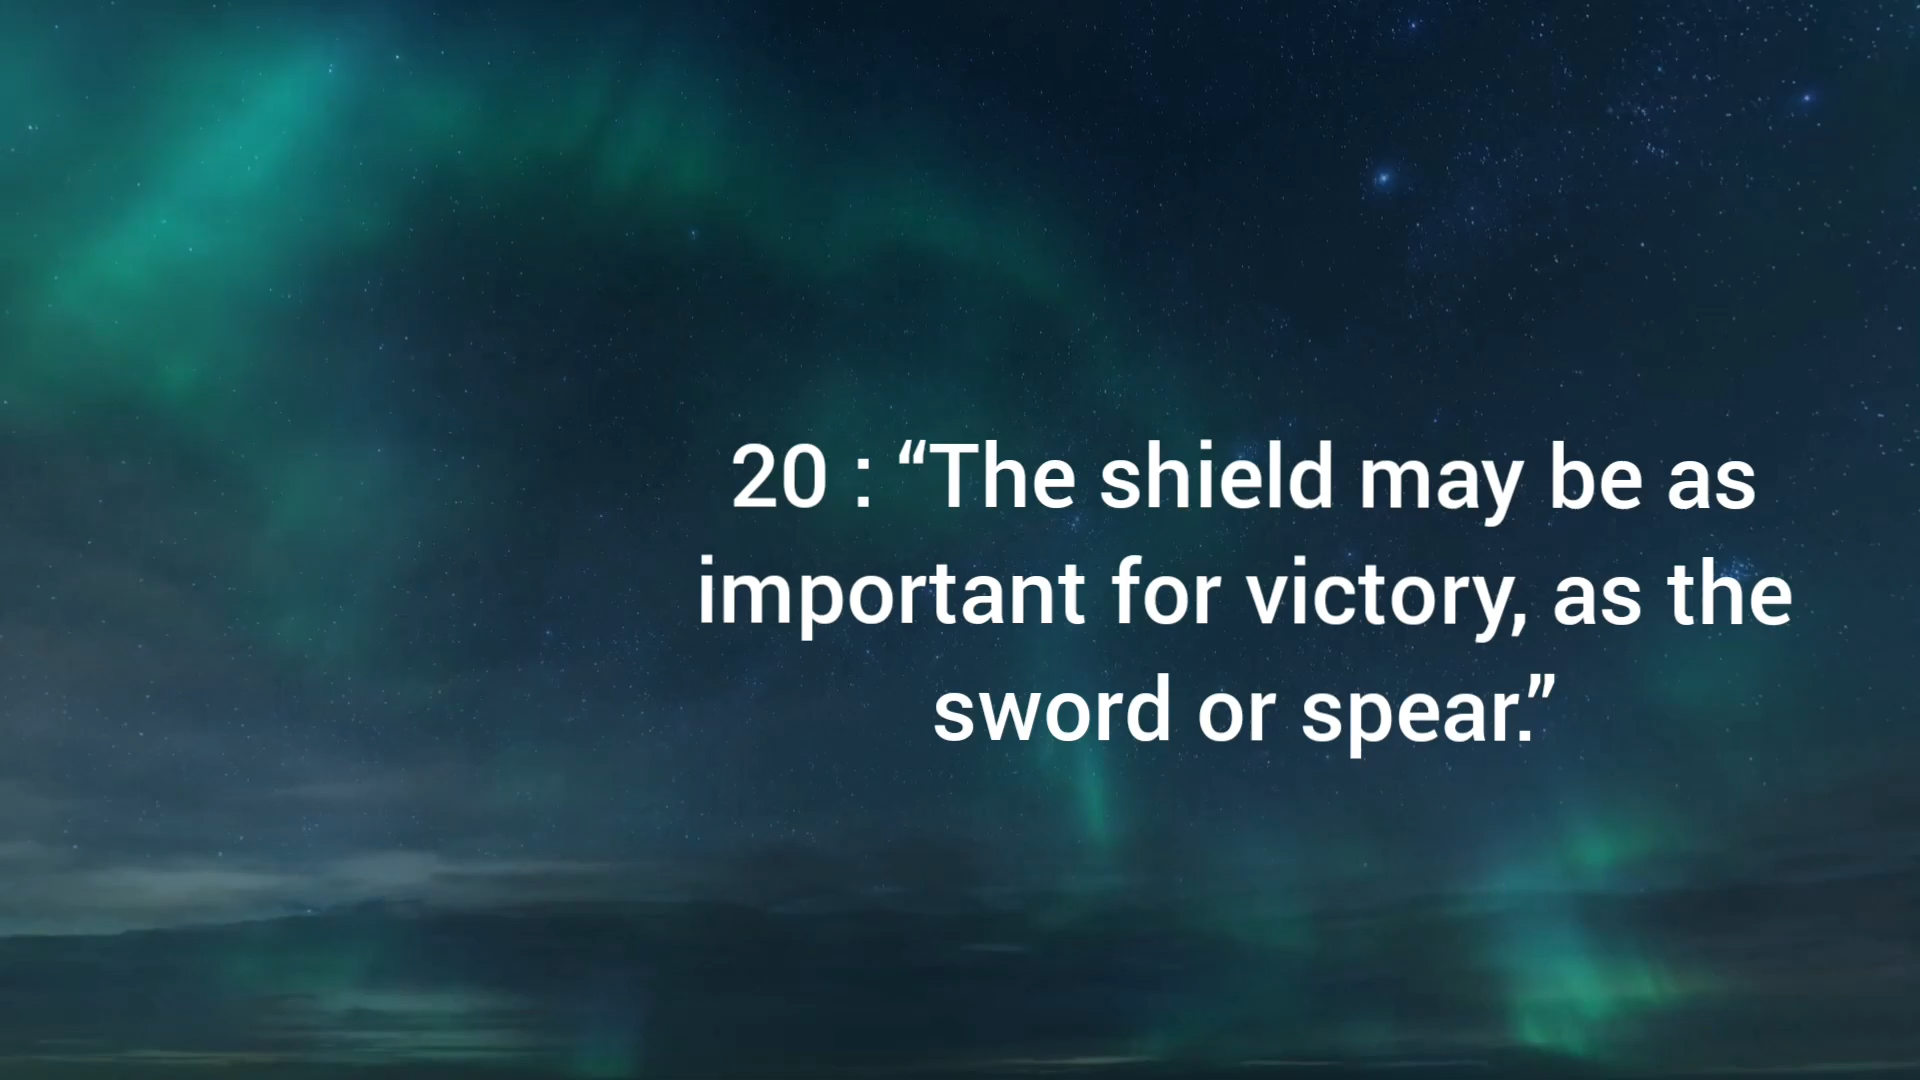 20 : “The shield may be as
important for victory, as the
sword or spear.”